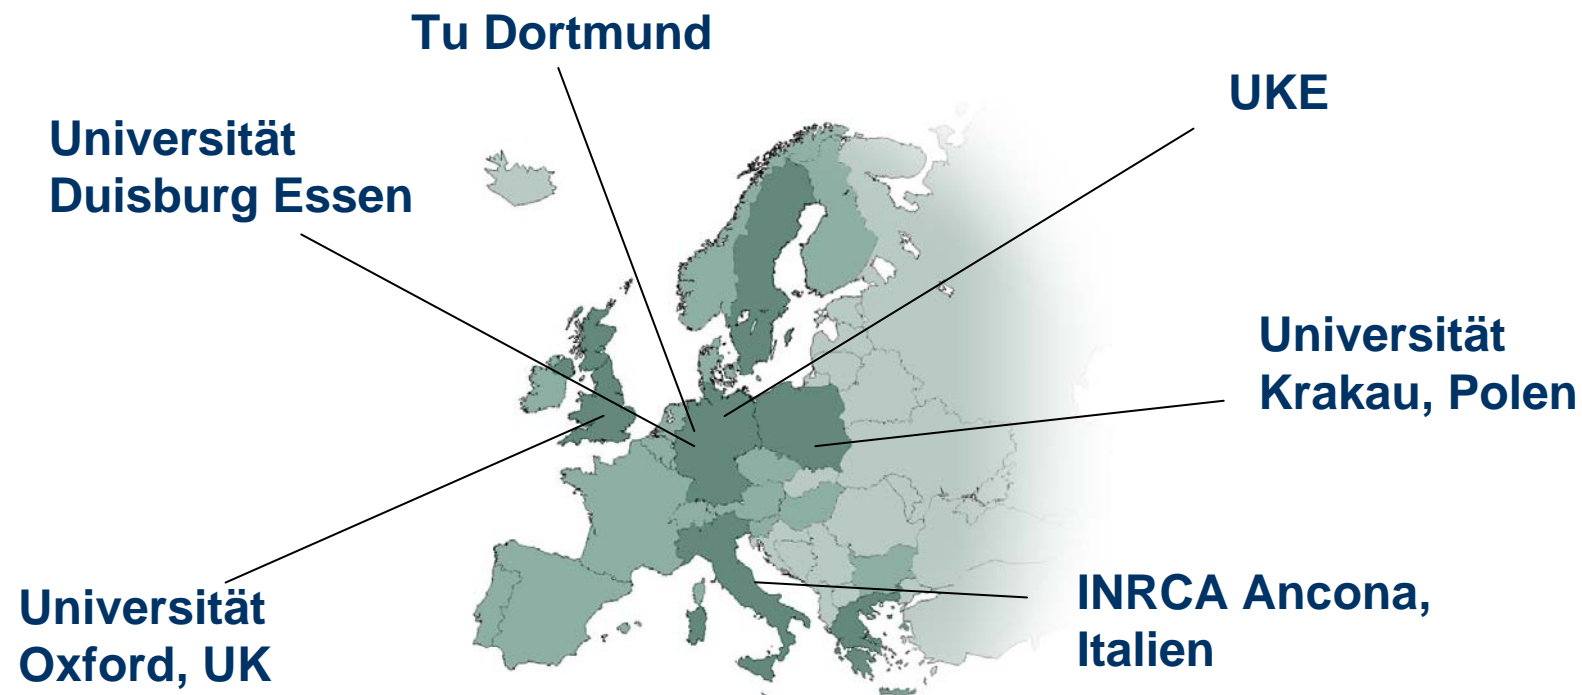 Tu Dortmund
UKE
Universität
Duisburg Essen
Universität
Krakau, Polen
INRCA Ancona,
Italien
Universität
Oxford, UK